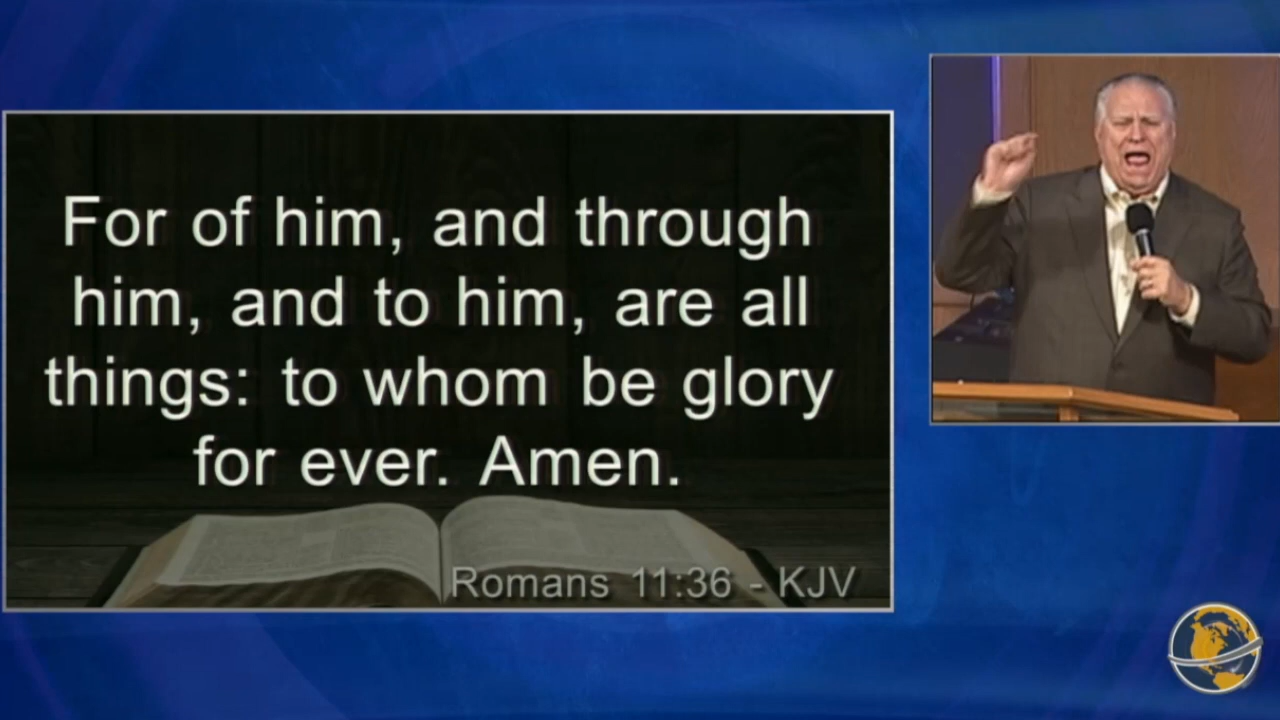 For of him, and through
him, and to him, are all
things: to whom be glory
for ever. Amen.
Romans 11:36 - KJV